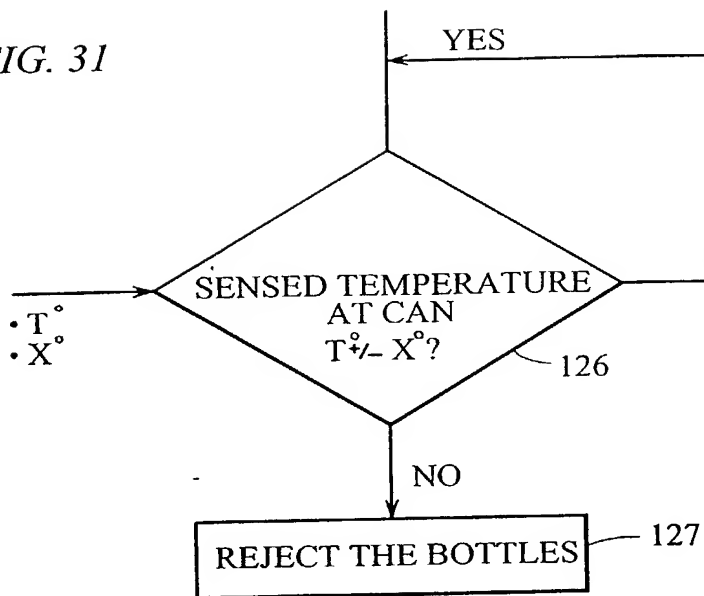 FIG. 31
YES
SENSED TEMPERATURE
AT CAN
T°+/- X°?
• T°
• X°
126
NO
REJECT THE BOTTLES
127